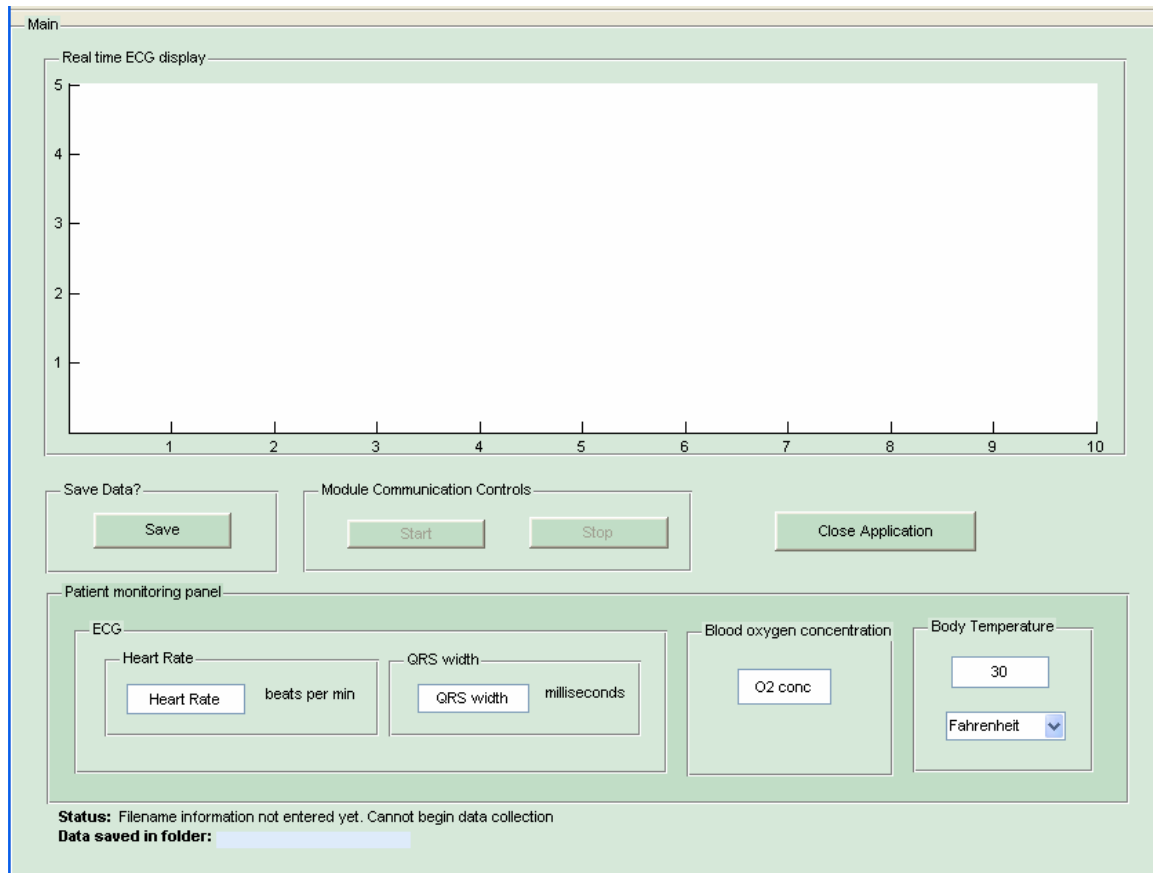 Main
Real time ECG display
5
4
3
2
1
1 2 3 4 5 6 7 8 9 10
Save Data?
Module Communication Controls
Save
Start
Stop
Close Application
Patient monitoring panel
ECG
Blood oxygen concentration
Body Temperature
Heart Rate
QRS width
Heart Rate
beats per min
QRS width
milliseconds
O2 conc
30
Fahrenheit
Status: Filename information not entered yet. Cannot begin data collection
Data saved in folder: